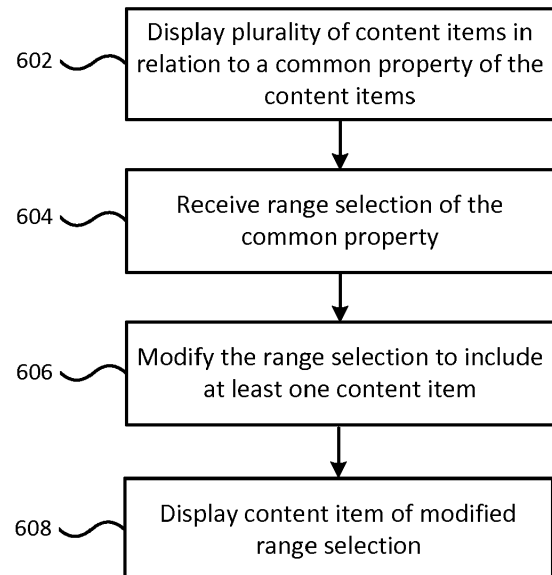 602
Display plurality of content items in
relation to a common property of the
content items
604
Receive range selection of the
common property
606
Modify the range selection to include
at least one content item
608
Display content item of modified
range selection